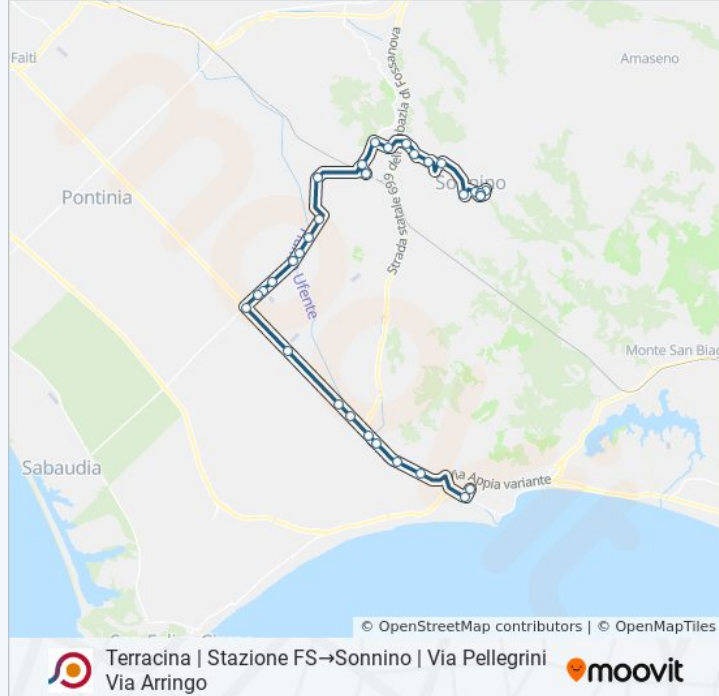 Faiti
Amaseno
Strada statale 699 dell'Abbazia di Fossanova
Pontinia
Sonnino
Ufente
Monte San Biag
Sabaudia
Via Appia variante
© OpenStreetMap contributors | © OpenMapTiles
Terracina | Stazione FS→Sonnino | Via Pellegrini
Via Arringo
moovit